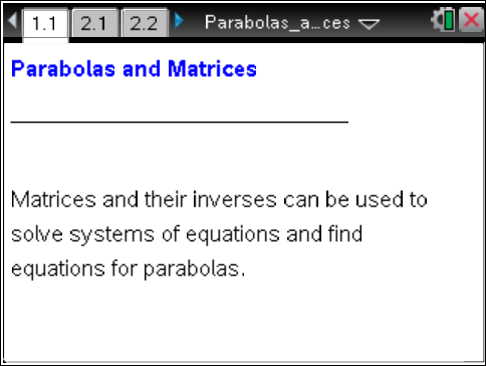 1.1 2.1 2.2 Parabolas_a...ces
Parabolas and Matrices
Matrices and their inverses can be used to
solve systems of equations and find
equations for parabolas.